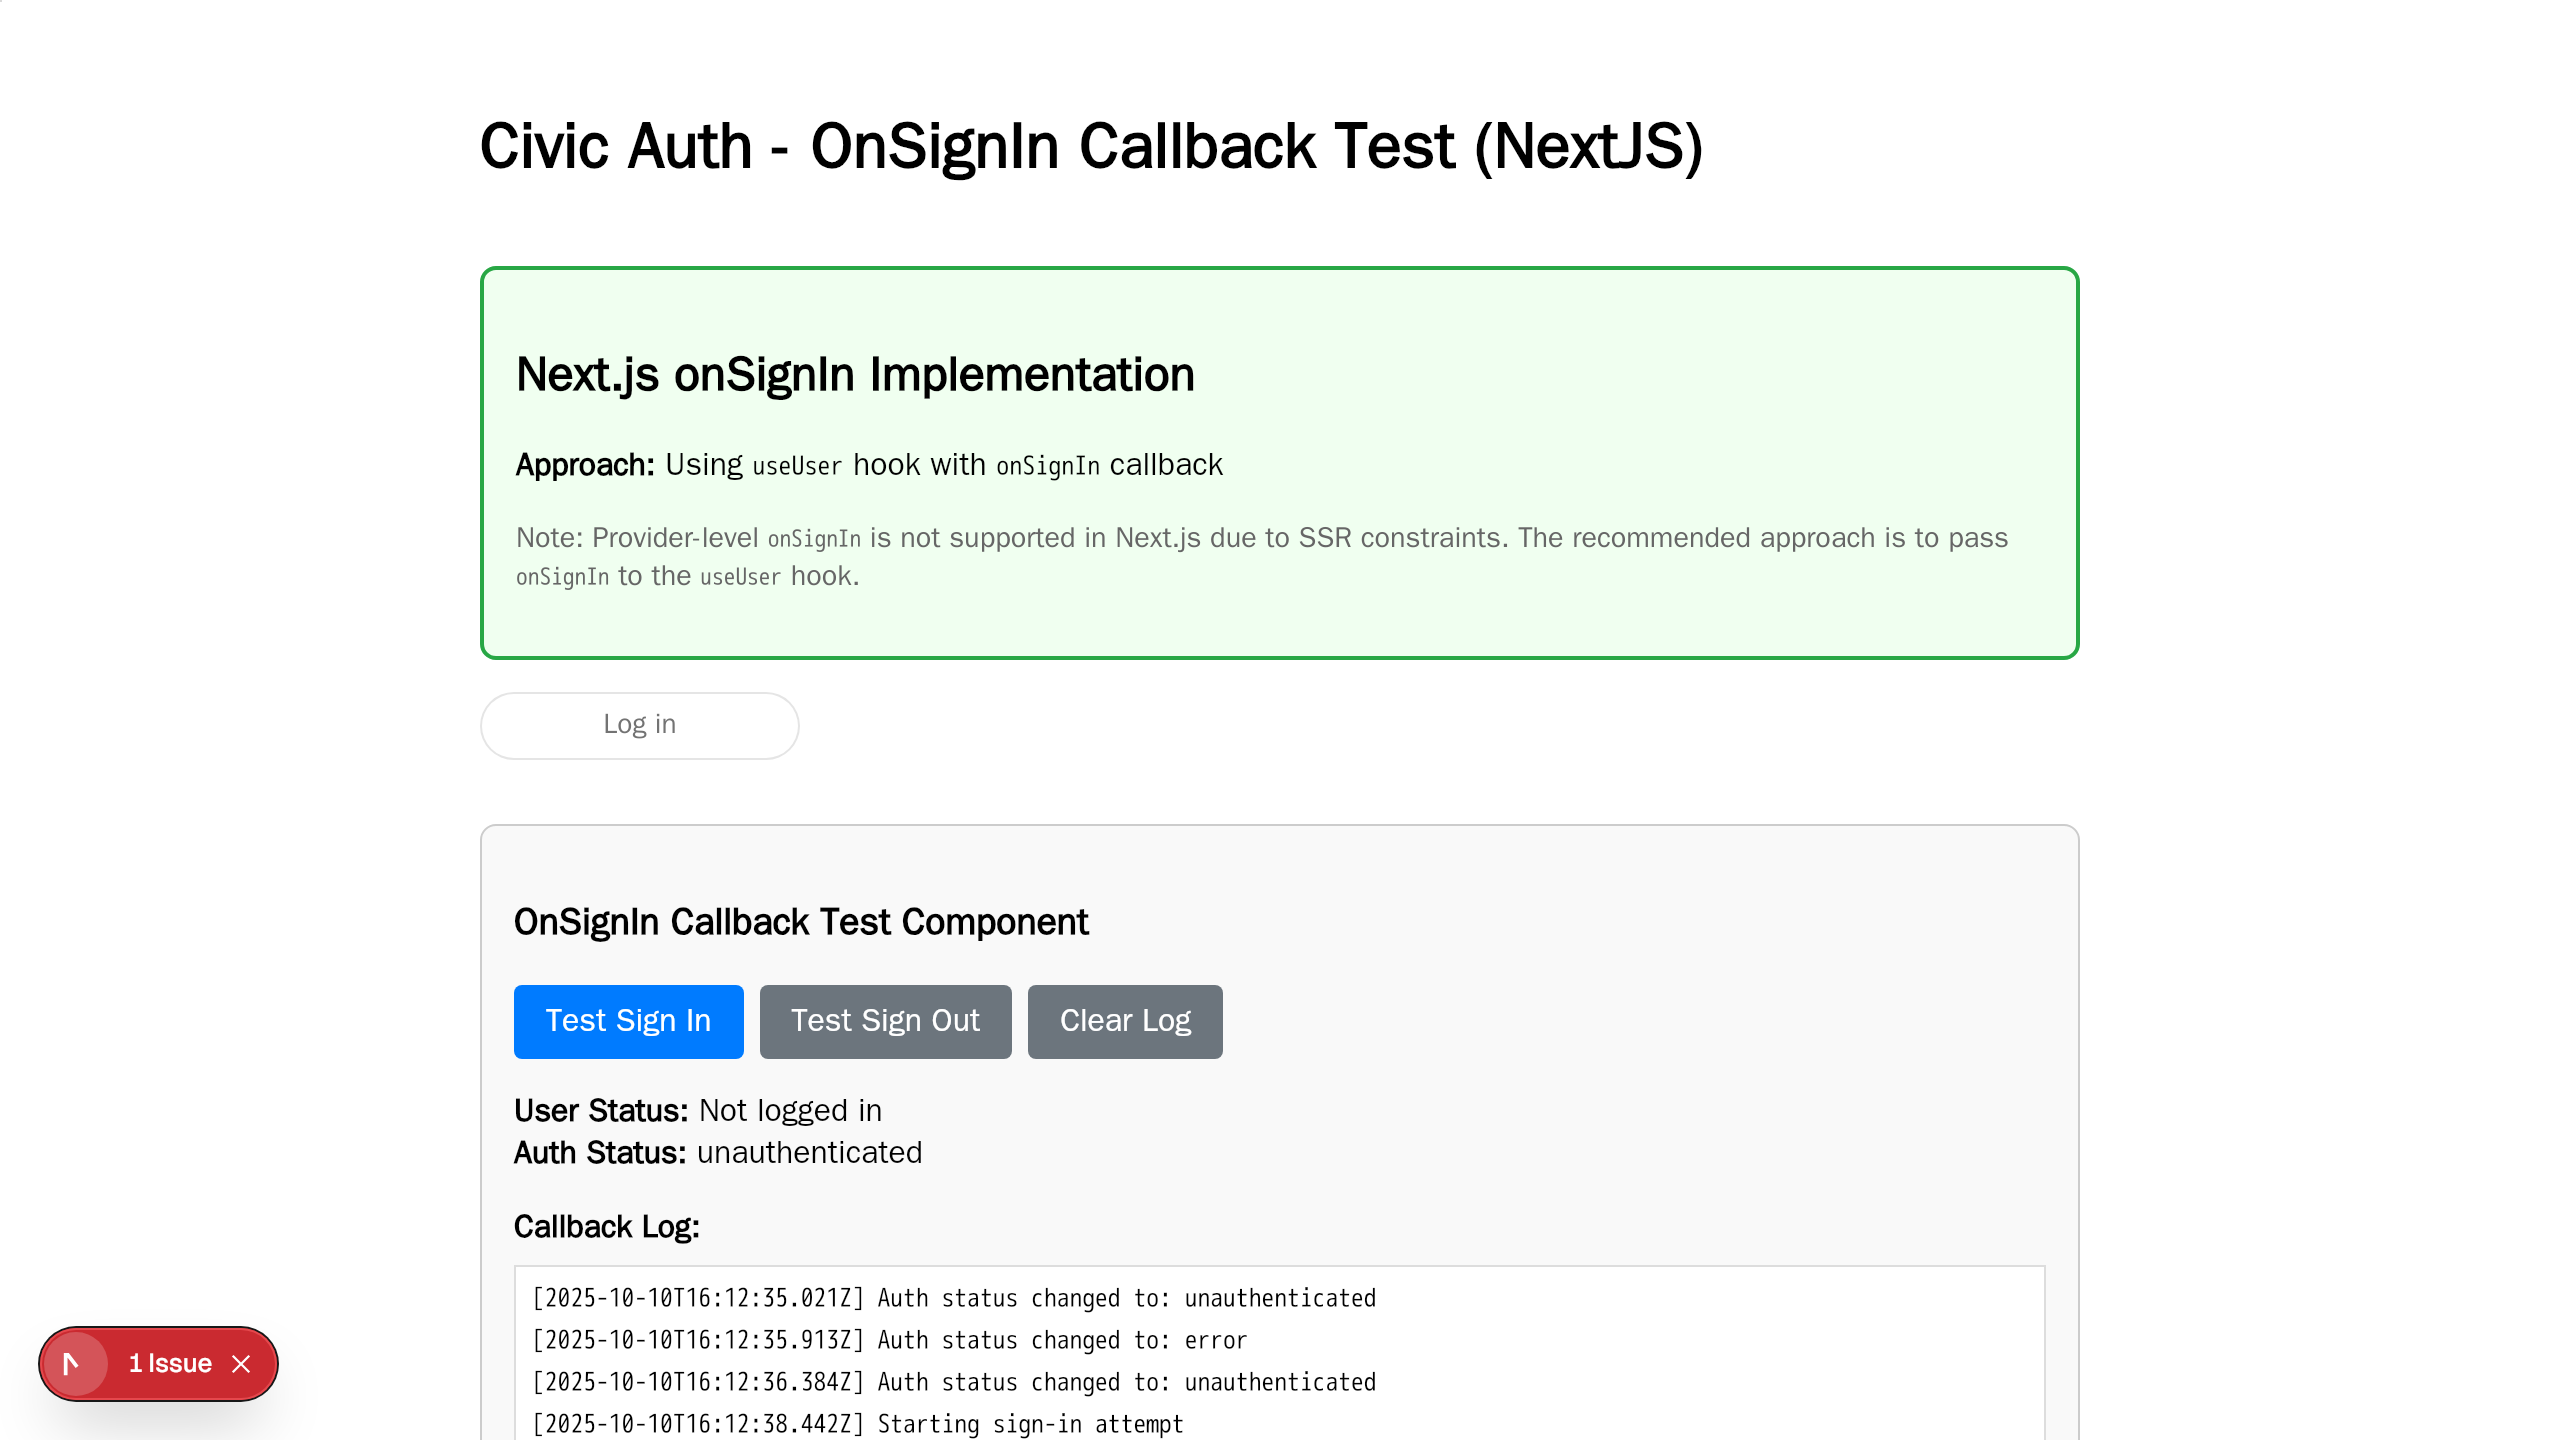 Civic Auth - OnSignIn Callback Test (NextJS)
Next.js onSignIn Implementation
Approach: Using useUser hook with onSignIn callback
Note: Provider-level onSignIn is not supported in Next.js due to SSR constraints. The recommended approach is to pass
onSignIn to the useUser hook.
Log in
OnSignIn Callback Test Component
Test Sign In Test Sign Out Clear Log
User Status: Not logged in
Auth Status: unauthenticated
Callback Log:
[2025-10-10T16:12:35.021Z] Auth status changed to: unauthenticated
[2025-10-10T16:12:35.913Z] Auth status changed to: error
[2025-10-10T16:12:36.384Z] Auth status changed to: unauthenticated
[2025-10-10T16:12:38.442Z] Starting sign-in attempt
1 Issue